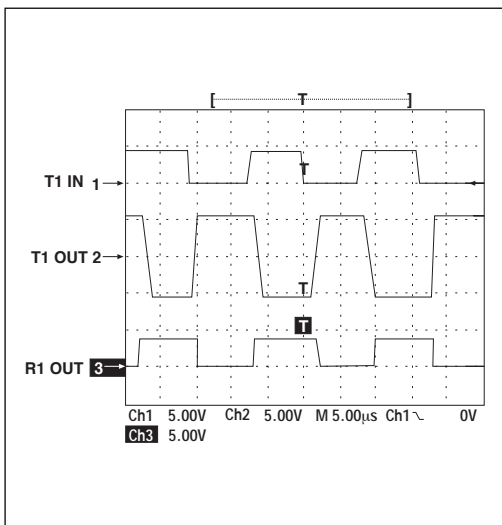 [ T ]
T
T1 IN 1
T1 OUT 2
T
T
R1 OUT 3
Ch1 5.00V Ch2 5.00V M 5.00µs Ch1 0V
Ch3 5.00V